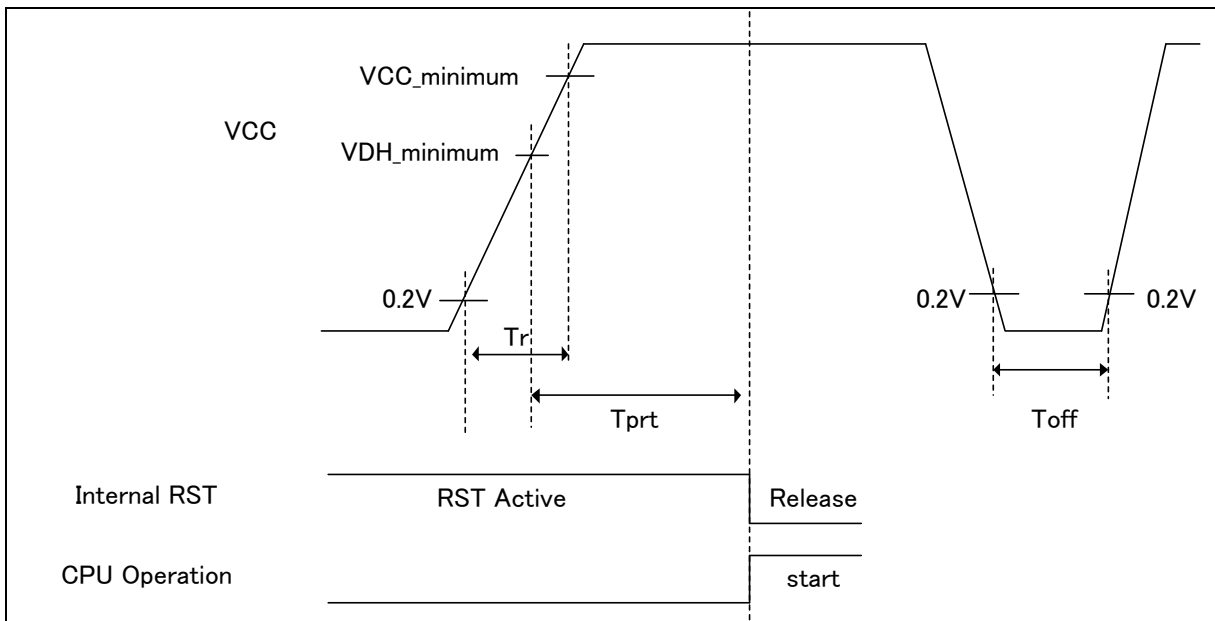 VCC_minimum
VCC
VDH_minimum
0.2V
0.2V
0.2V
Tr
Tprt
Toff
Internal RST
RST Active
Release
CPU Operation
start